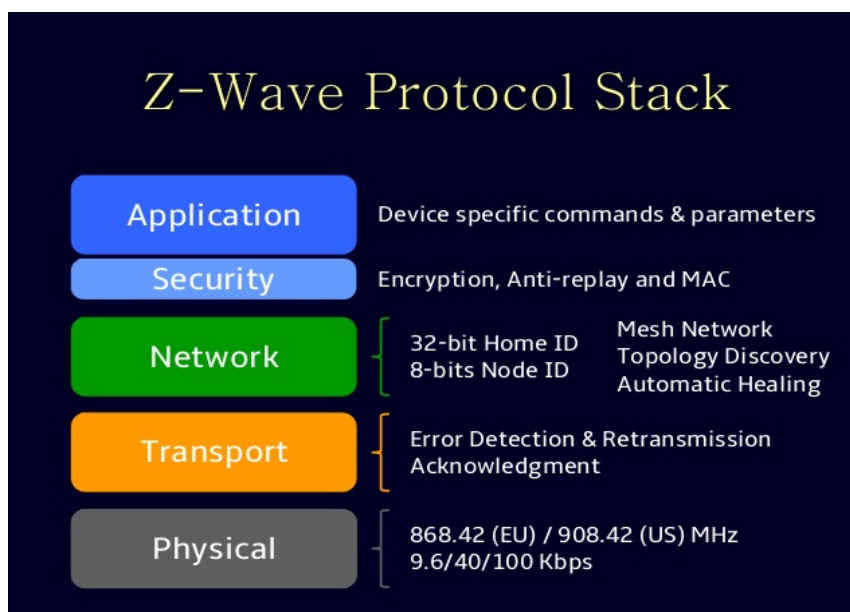 Z-Wave Protocol Stack
Application
Device specific commands & parameters
Security
Encryption, Anti-replay and MAC
Network
32-bit Home ID
8-bits Node ID
Mesh Network
Topology Discovery
Automatic Healing
Transport
Error Detection & Retransmission
Acknowledgment
Physical
868.42 (EU) / 908.42 (US) MHz
9.6/40/100 Kbps